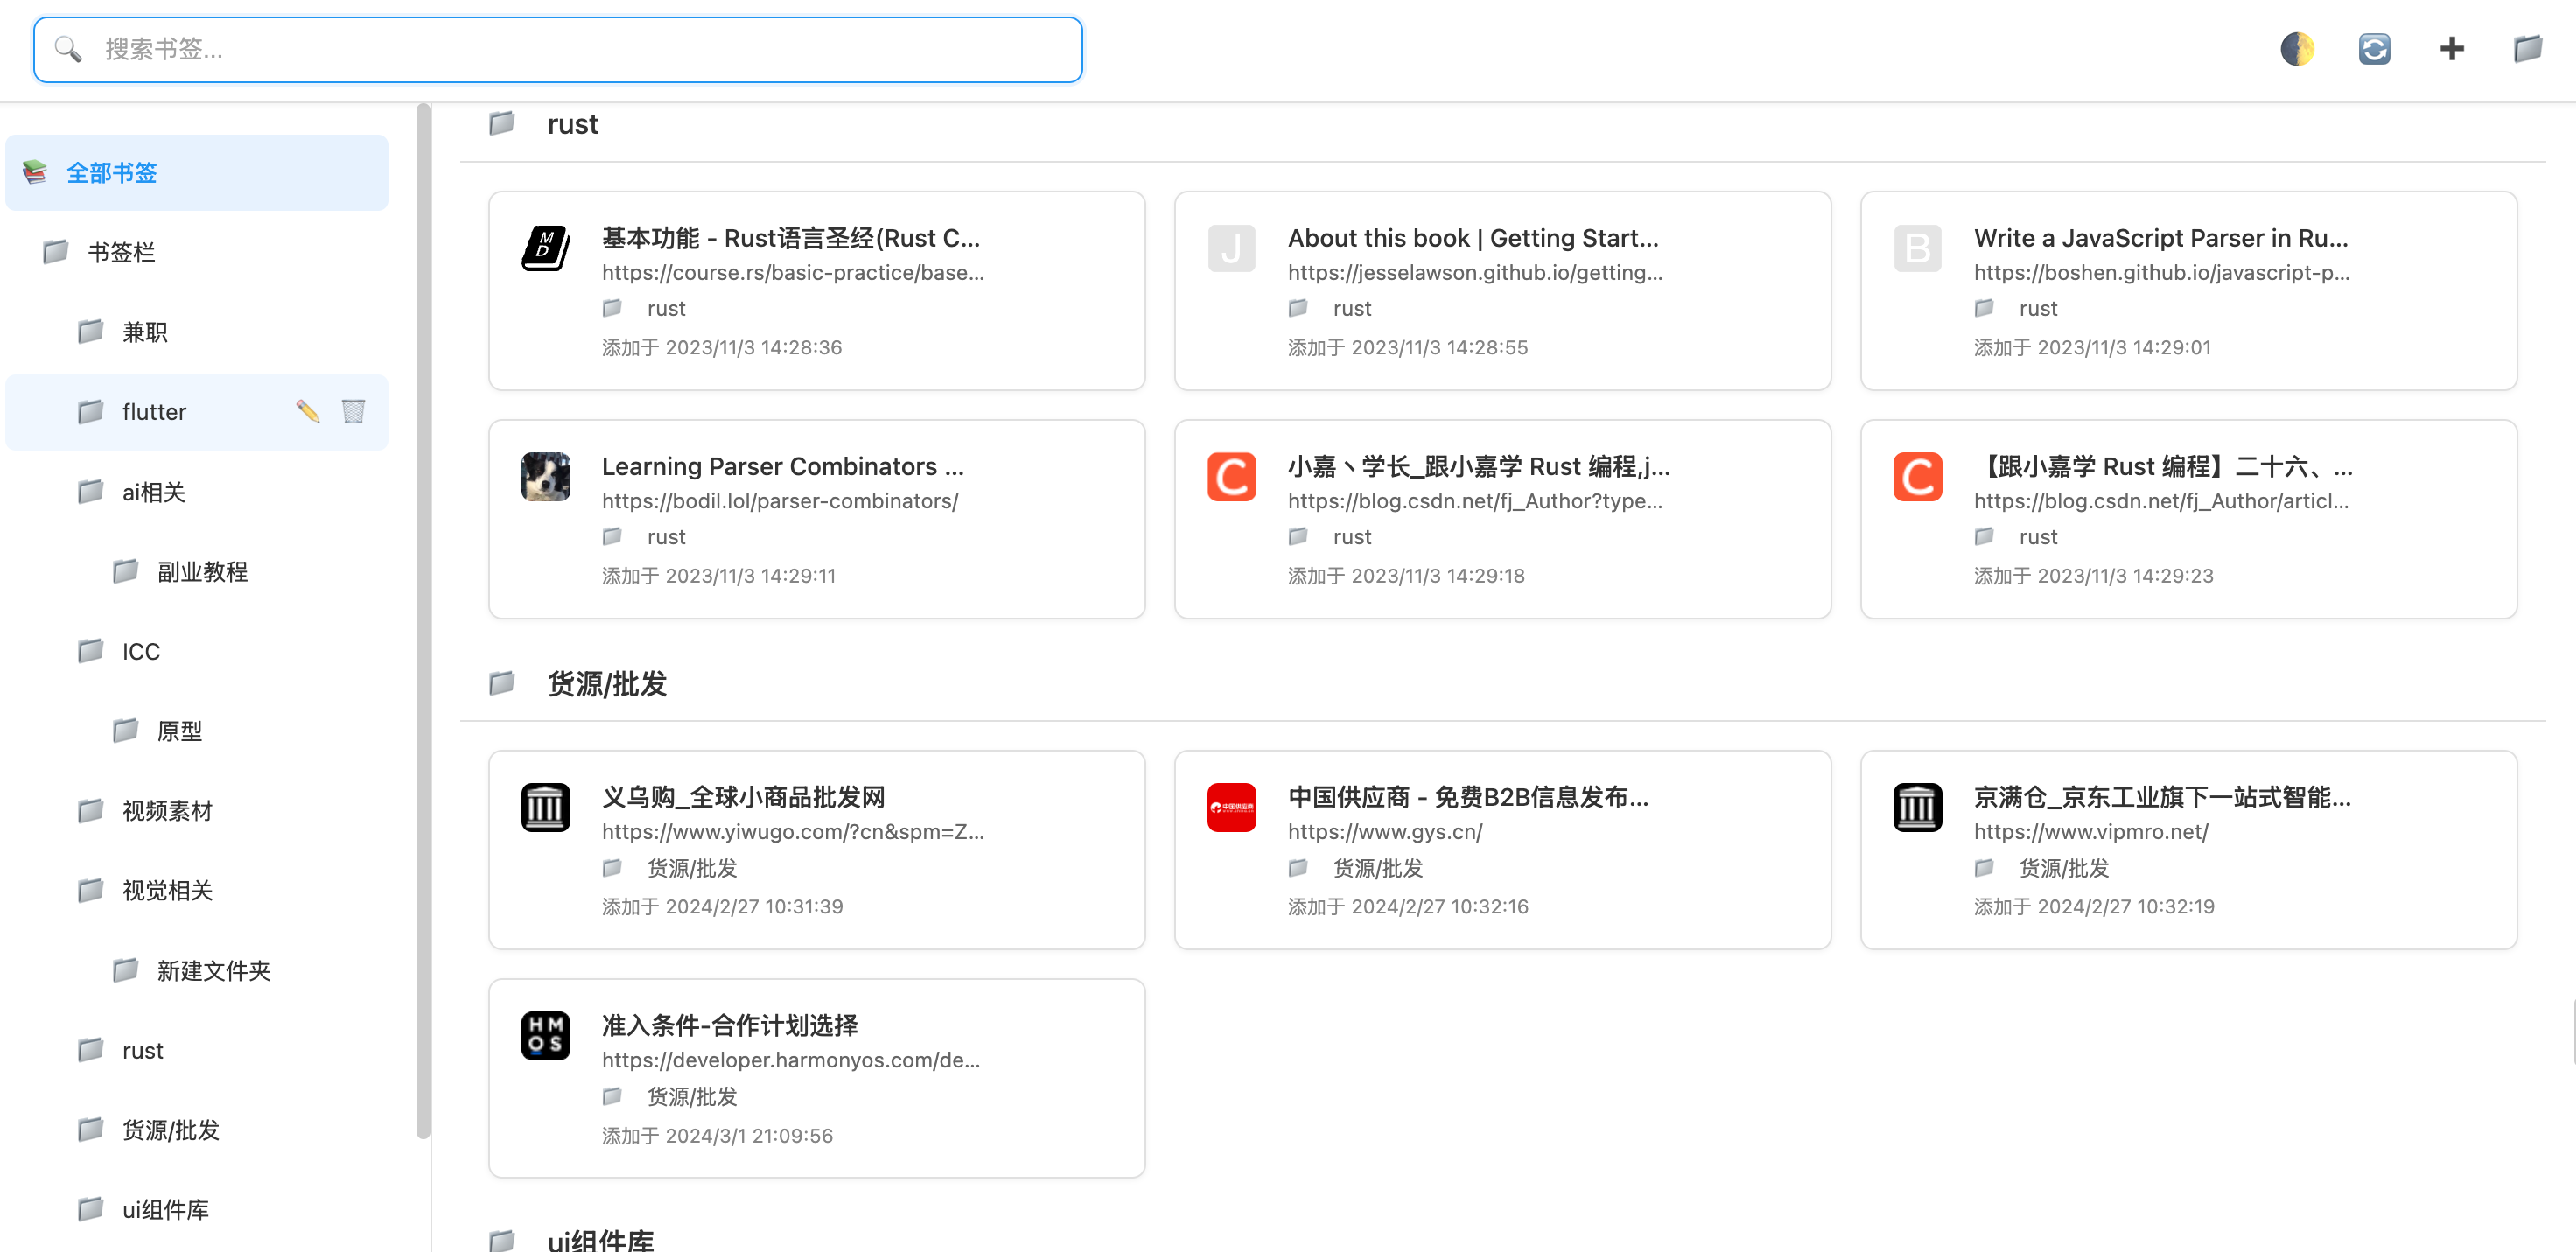 搜索书签...
全部书签
书签栏
兼职
flutter
ai相关
副业教程
ICC
原型
视频素材
视觉相关
新建文件夹
rust
货源/批发
ui组件库
rust
MD
基本功能 - Rust语言圣经(Rust C...
https://course.rs/basic-practice/base...
rust
添加于 2023/11/3 14:28:36
J
About this book | Getting Start...
https://jesselawson.github.io/getting...
rust
添加于 2023/11/3 14:28:55
B
Write a JavaScript Parser in Ru...
https://boshen.github.io/javascript-p...
rust
添加于 2023/11/3 14:29:01
Learning Parser Combinators ...
https://bodil.lol/parser-combinators/
rust
添加于 2023/11/3 14:29:11
C
小嘉丶学长_跟小嘉学 Rust 编程,j...
https://blog.csdn.net/fj_Author?type...
rust
添加于 2023/11/3 14:29:18
C
【跟小嘉学 Rust 编程】二十六、...
https://blog.csdn.net/fj_Author/articl...
rust
添加于 2023/11/3 14:29:23
货源/批发
义乌购_全球小商品批发网
https://www.yiwugo.com/?cn&spm=Z...
货源/批发
添加于 2024/2/27 10:31:39
中国供应商
中国供应商 - 免费B2B信息发布...
https://www.gys.cn/
货源/批发
添加于 2024/2/27 10:32:16
京满仓_京东工业旗下一站式智能...
https://www.vipmro.net/
货源/批发
添加于 2024/2/27 10:32:19
HM
OS
准入条件-合作计划选择
https://developer.harmonyos.com/de...
货源/批发
添加于 2024/3/1 21:09:56
ui组件库